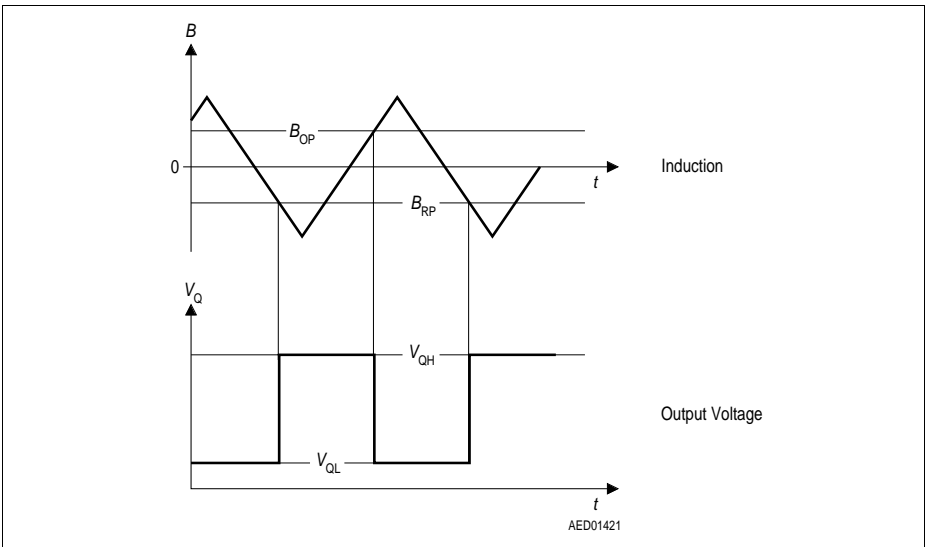 B
B_OP
0
t
Induction
B_RP
V_Q
V_QH
Output Voltage
V_QL
t
AED01421